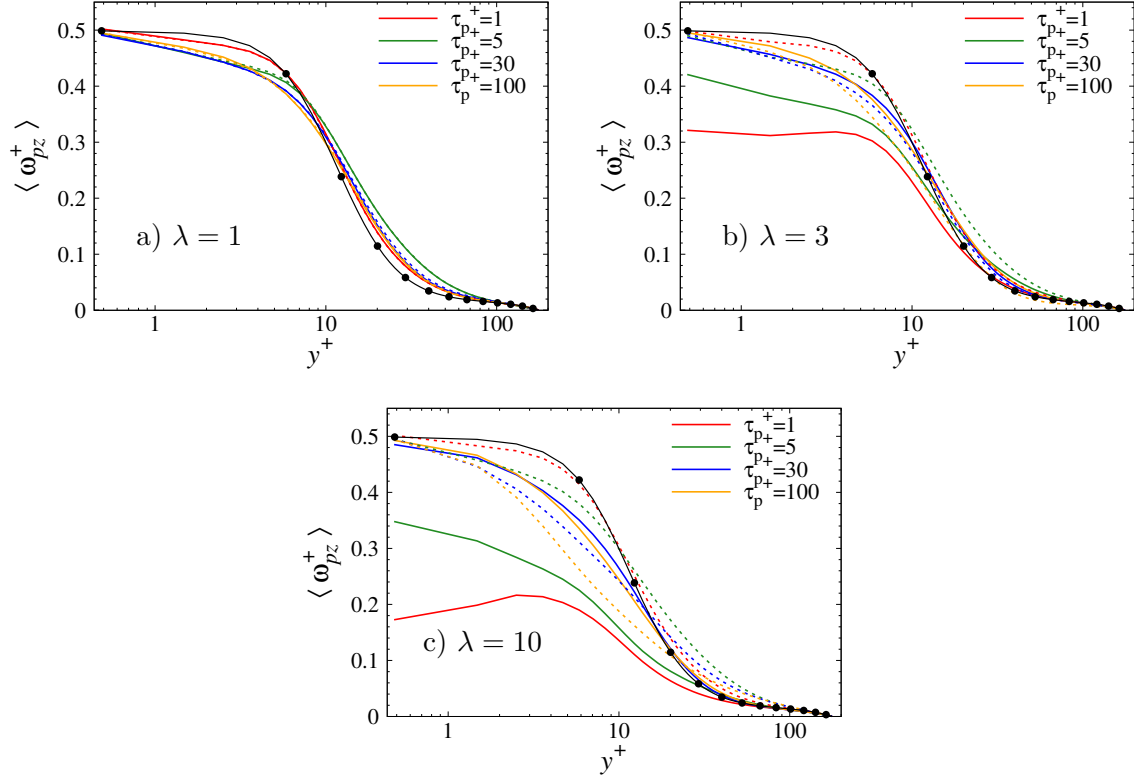 τp+=1
τp+=5
τp+=30
τp+=100
⟨ ω+pz ⟩
0.5
0.4
0.3
0.2
0.1
0
a) λ = 1
1 10 100
y+
τp+=1
τp+=5
τp+=30
τp+=100
⟨ ω+pz ⟩
0.5
0.4
0.3
0.2
0.1
0
b) λ = 3
1 10 100
y+
τp+=1
τp+=5
τp+=30
τp+=100
⟨ ω+pz ⟩
0.5
0.4
0.3
0.2
0.1
0
c) λ = 10
1 10 100
y+